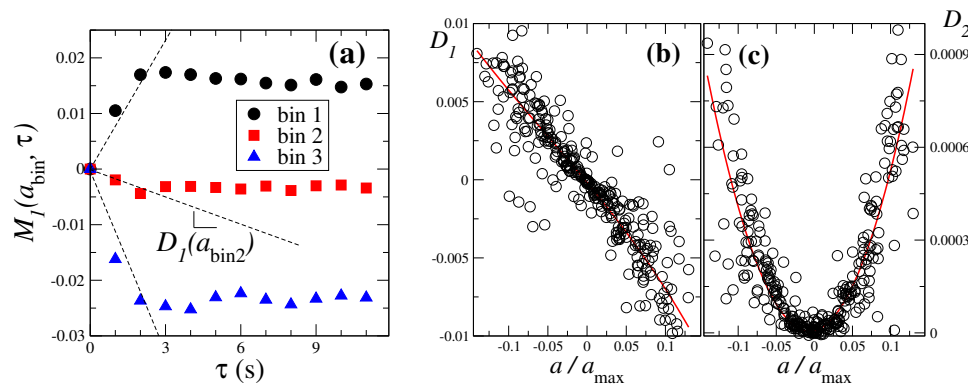 (a)
0.02
0.01
0
-0.01
-0.02
-0.03
M1(abin, τ)
bin 1
bin 2
bin 3
D1(abin2)
0 3 6 9
τ (s)
0.01
D1
0.005
0
-0.005
-0.01
(b)
-0.1 -0.05 0 0.05 0.1
a/amax
(c)
D2
0.0009
0.0006
0.0003
0
-0.1 -0.05 0 0.05 0.1
a/amax